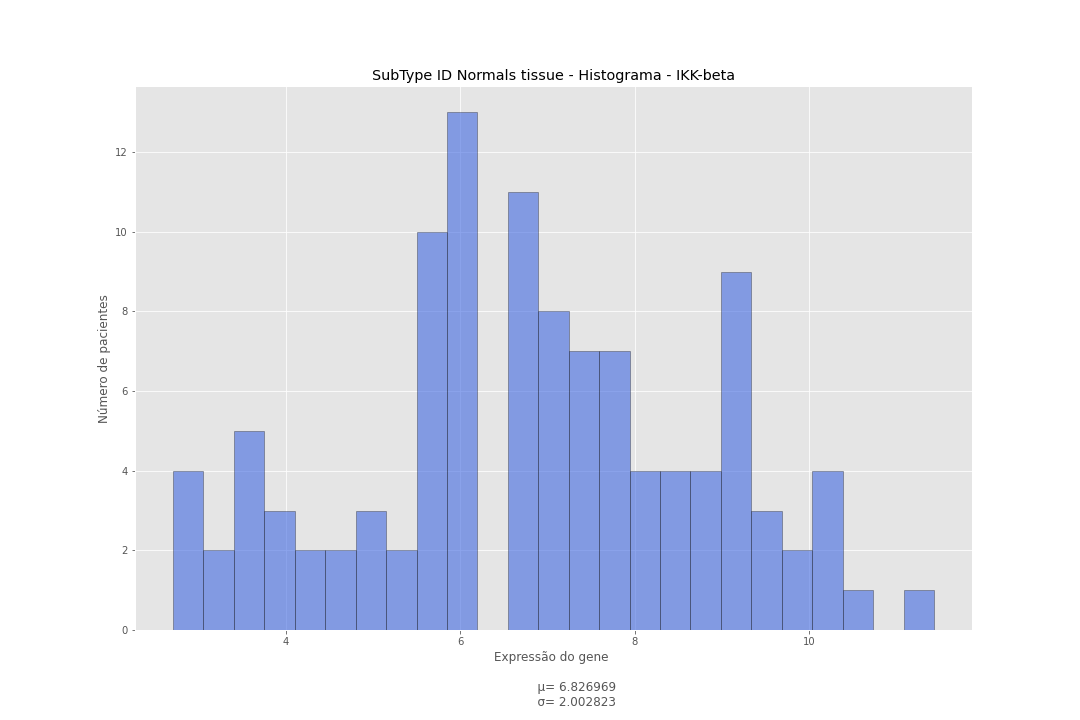 SubType ID Normals tissue - Histograma - IKK-beta
12
10
8
6
4
2
0
Número de pacientes
4 6 8 10
Expressão do gene
μ= 6.826969
σ= 2.002823